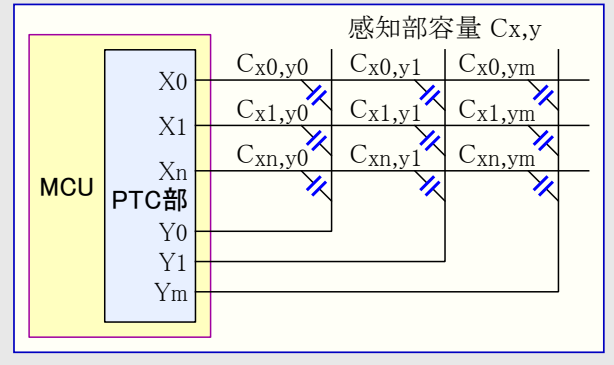 感知部容量 Cx,y
Cx0,y0 Cx0,y1 Cx0,ym
X0
Cx1,y0 Cx1,y1 Cx1,ym
X1
Cxn,y0 Cxn,y1 Cxn,ym
Xn
MCU
PTC部
Y0
Y1
Ym